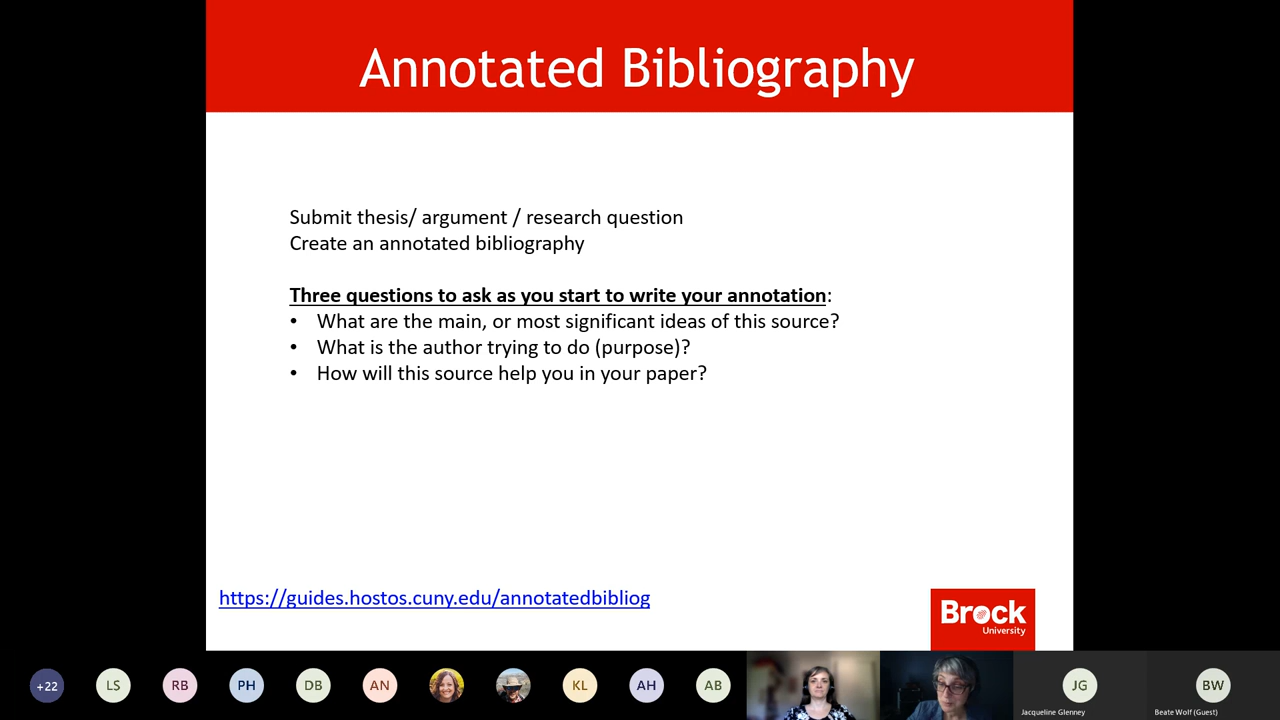 Annotated Bibliography
Submit thesis/ argument / research question
Create an annotated bibliography
Three questions to ask as you start to write your annotation:
• What are the main, or most significant ideas of this source?
• What is the author trying to do (purpose)?
• How will this source help you in your paper?
https://guides.hostos.cuny.edu/annotatedbibliog
Brock
University
+22
LS
RB
PH
DB
AN
KL
AH
AB
JG
BW
Jacqueline Glenney
Beate Wolf (Guest)